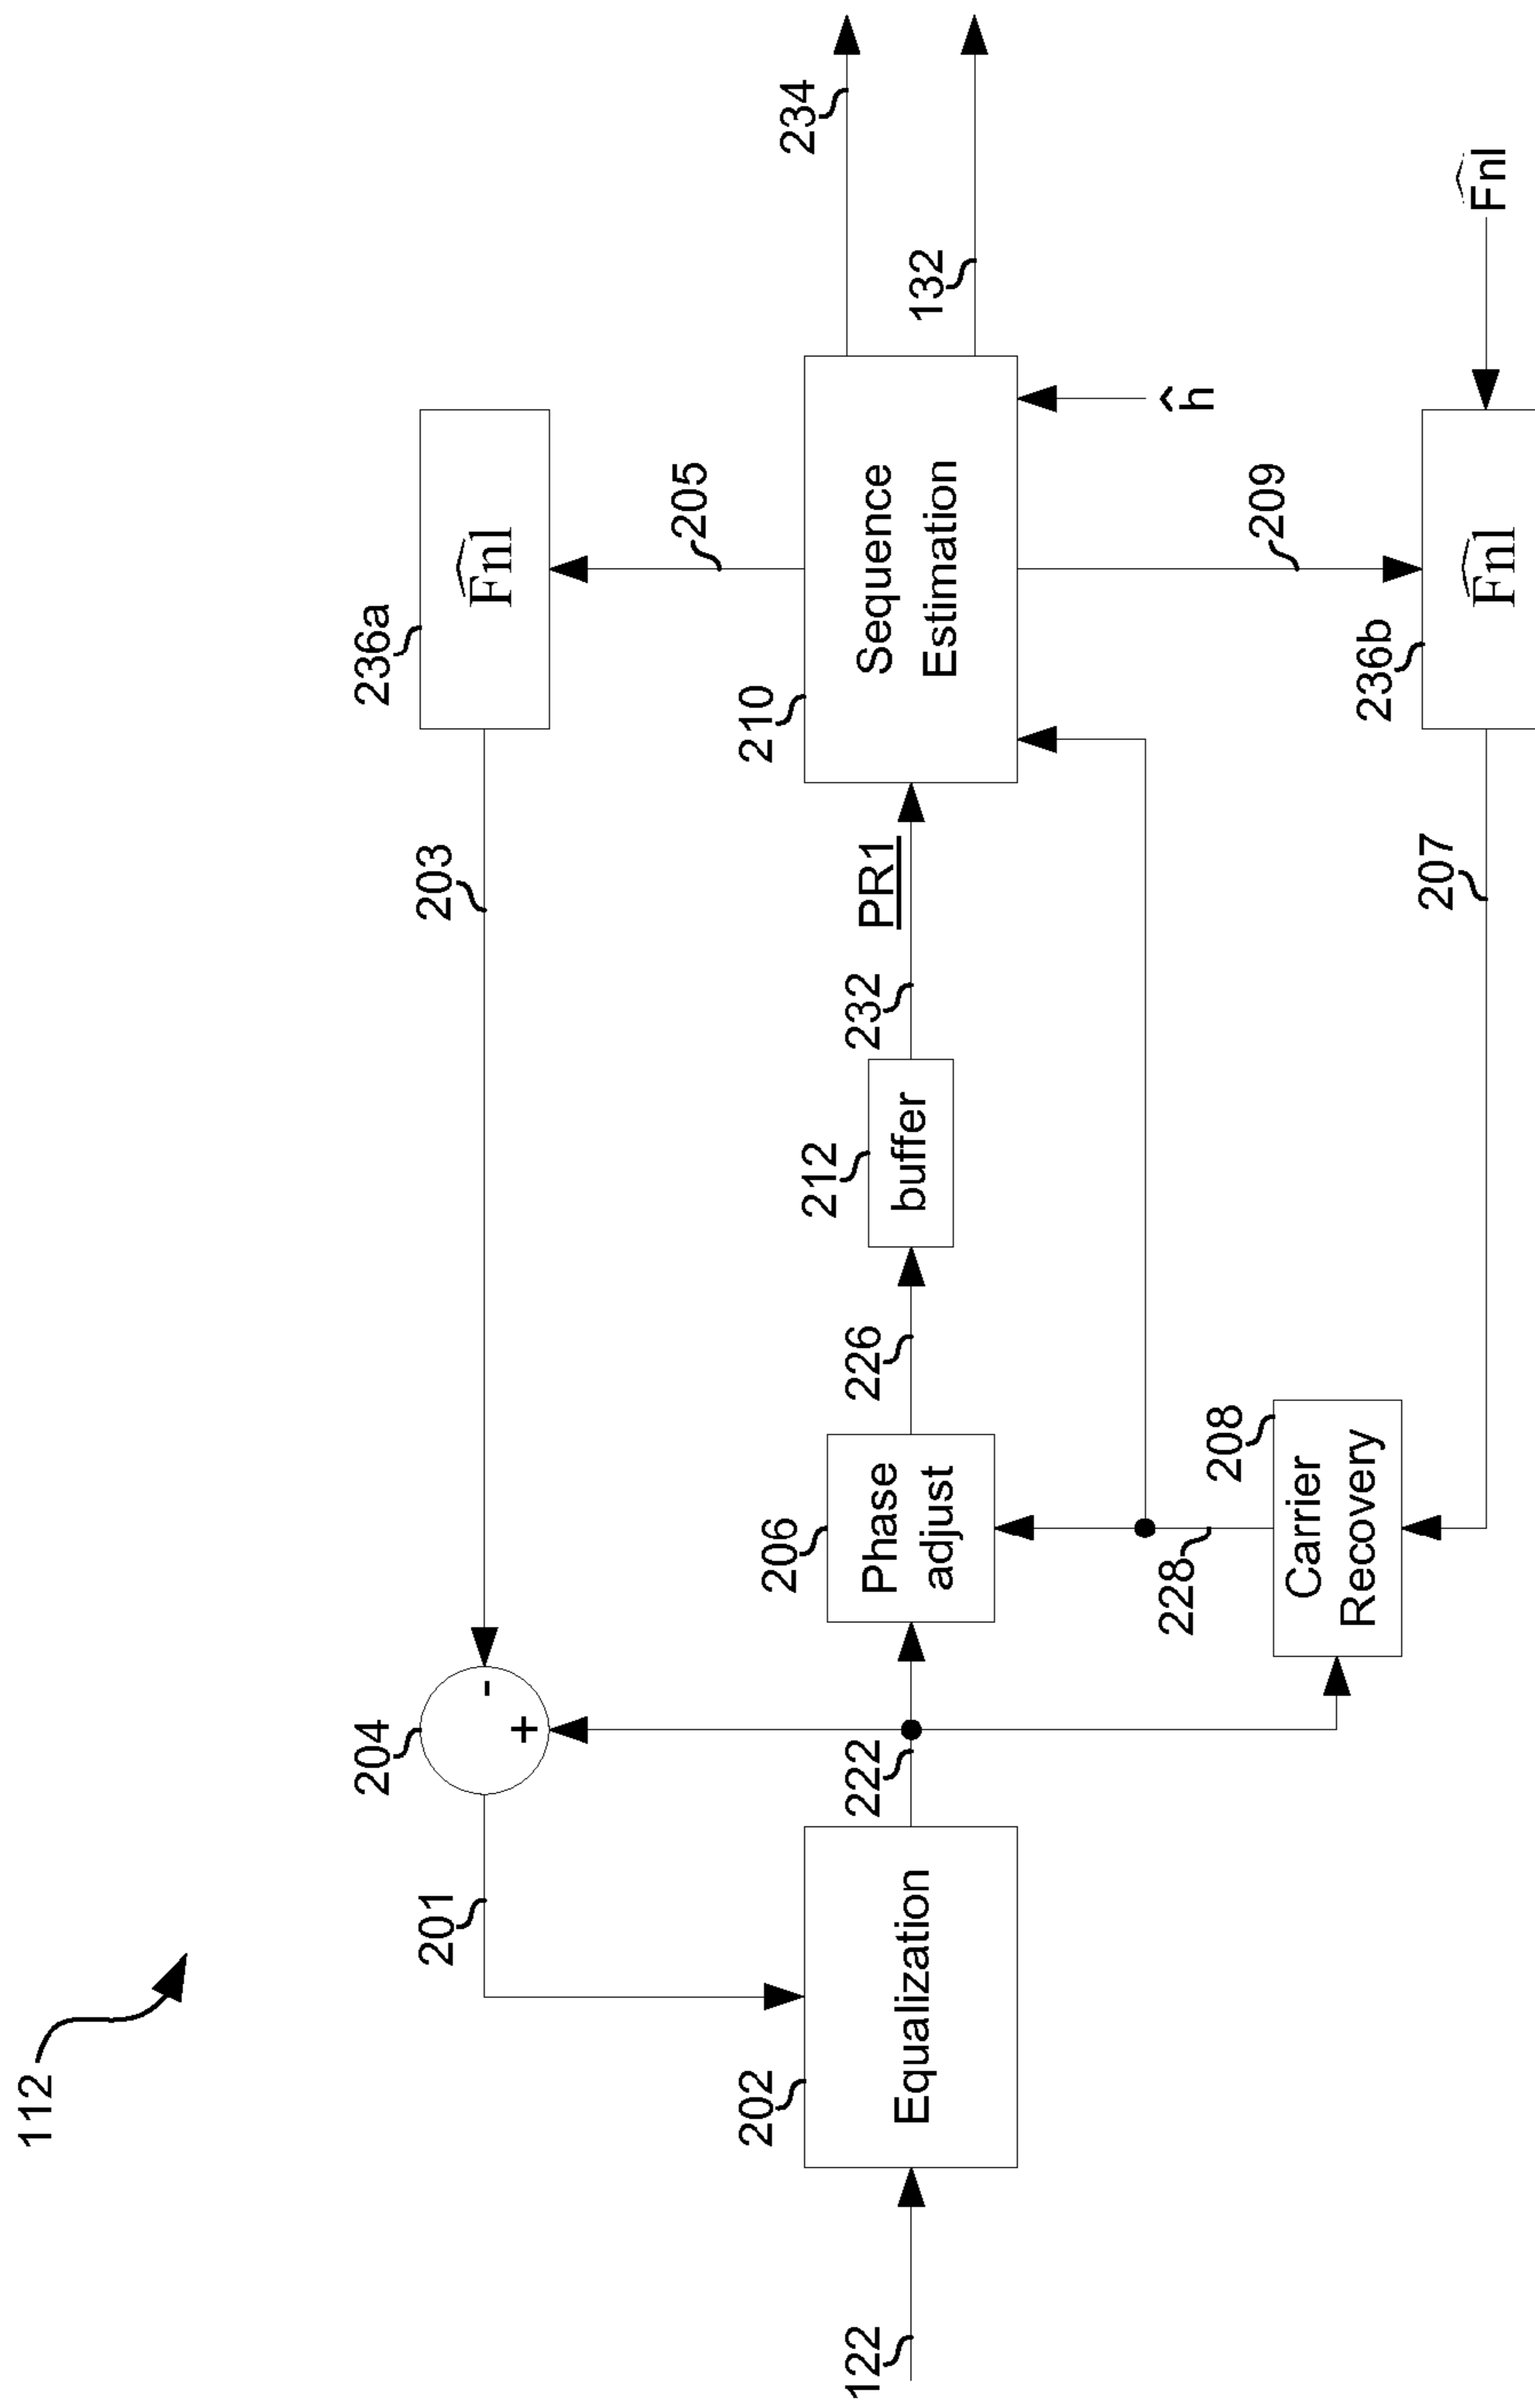 112
236a
F̂nl
204
203
201
205
234
202
Equalization
222
206
Phase
adjust
226
212
buffer
232
PR1
210
Sequence
Estimation
132
122
ĥ
228
208
Carrier
Recovery
209
236b
F̂nl
207
F̂nl